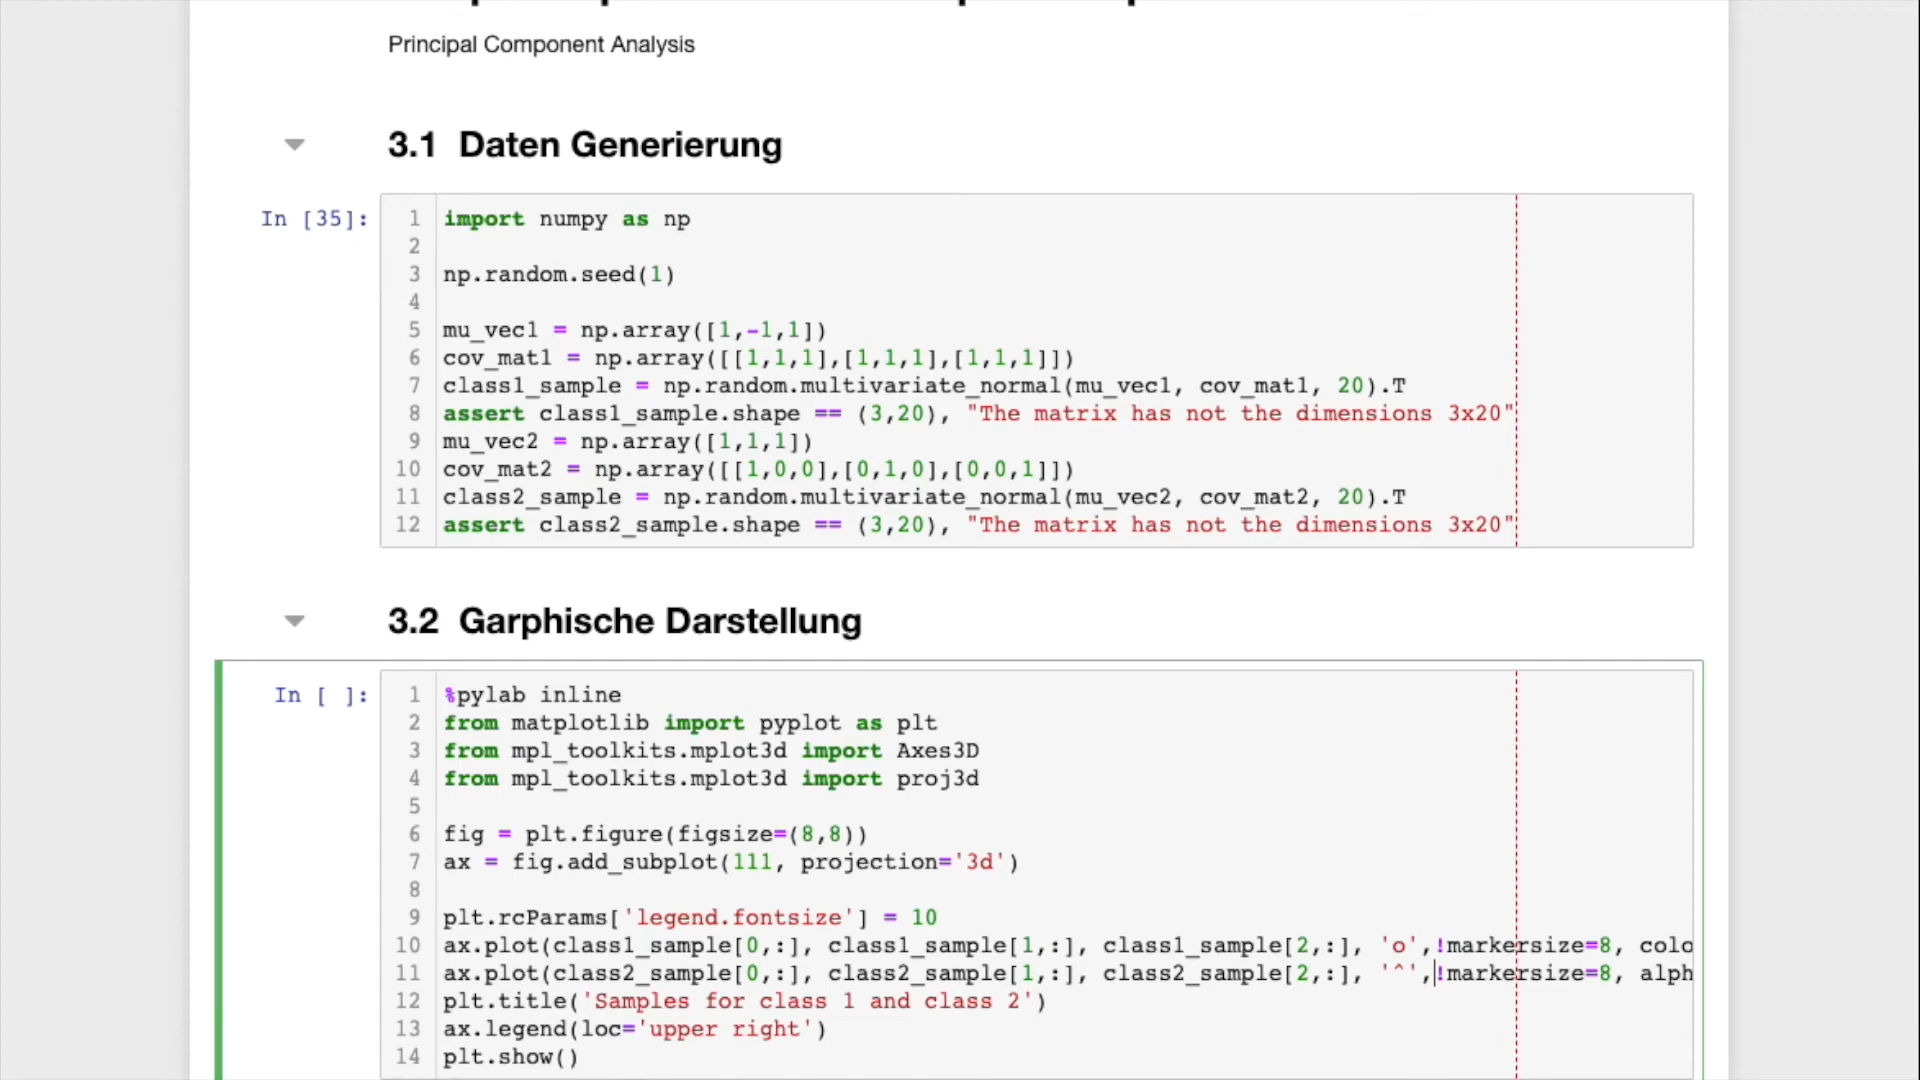 Principal Component Analysis
3.1 Daten Generierung
In [35]:
1 import numpy as np
2
3 np.random.seed(1)
4
5 mu_vec1 = np.array([1,-1,1])
6 cov_mat1 = np.array([[1,1,1],[1,1,1],[1,1,1]])
7 class1_sample = np.random.multivariate_normal(mu_vec1, cov_mat1, 20).T
8 assert class1_sample.shape == (3,20), "The matrix has not the dimensions 3x20"
9 mu_vec2 = np.array([1,1,1])
10 cov_mat2 = np.array([[1,0,0],[0,1,0],[0,0,1]])
11 class2_sample = np.random.multivariate_normal(mu_vec2, cov_mat2, 20).T
12 assert class2_sample.shape == (3,20), "The matrix has not the dimensions 3x20"
3.2 Garphische Darstellung
In [ ]:
1 %pylab inline
2 from matplotlib import pyplot as plt
3 from mpl_toolkits.mplot3d import Axes3D
4 from mpl_toolkits.mplot3d import proj3d
5
6 fig = plt.figure(figsize=(8,8))
7 ax = fig.add_subplot(111, projection='3d')
8
9 plt.rcParams['legend.fontsize'] = 10
10 ax.plot(class1_sample[0,:], class1_sample[1,:], class1_sample[2,:], 'o',!markersize=8, colo
11 ax.plot(class2_sample[0,:], class2_sample[1,:], class2_sample[2,:], '^',!markersize=8, alph
12 plt.title('Samples for class 1 and class 2')
13 ax.legend(loc='upper right')
14 plt.show()